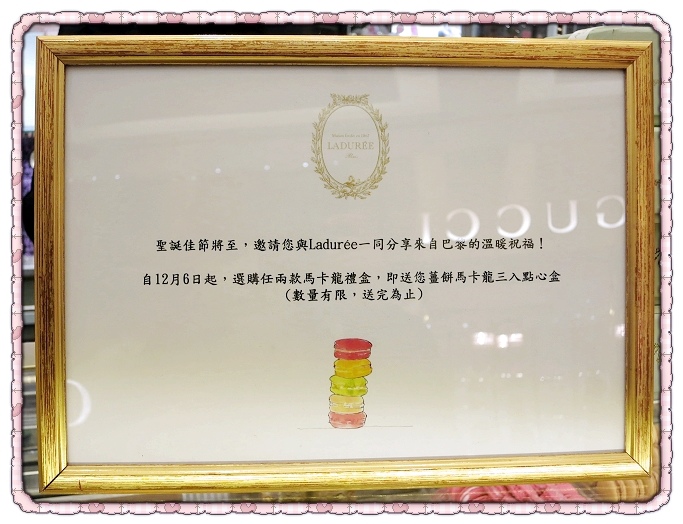 LADURÉE
聖誕佳節將至，邀請您與Ladurée一同分享來自巴黎的溫暖祝福！
自12月6日起，選購任兩款馬卡龍禮盒，即送您薑餅馬卡龍三入點心盒
（數量有限，送完為止）
GUCCI